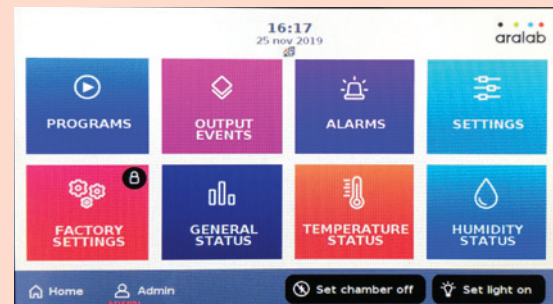 16:17
25 nov 2019
aralab
PROGRAMS
OUTPUT
EVENTS
ALARMS
SETTINGS
FACTORY
SETTINGS
GENERAL
STATUS
TEMPERATURE
STATUS
HUMIDITY
STATUS
Home
Admin
Set chamber off
Set light on